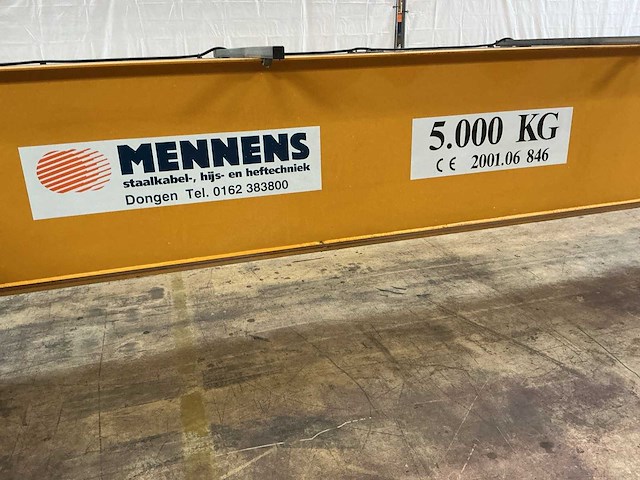 MENNENS
staalkabel-, hijs- en heftechniek
Dongen Tel. 0162 383800
5.000 KG
CE 2001.06 846